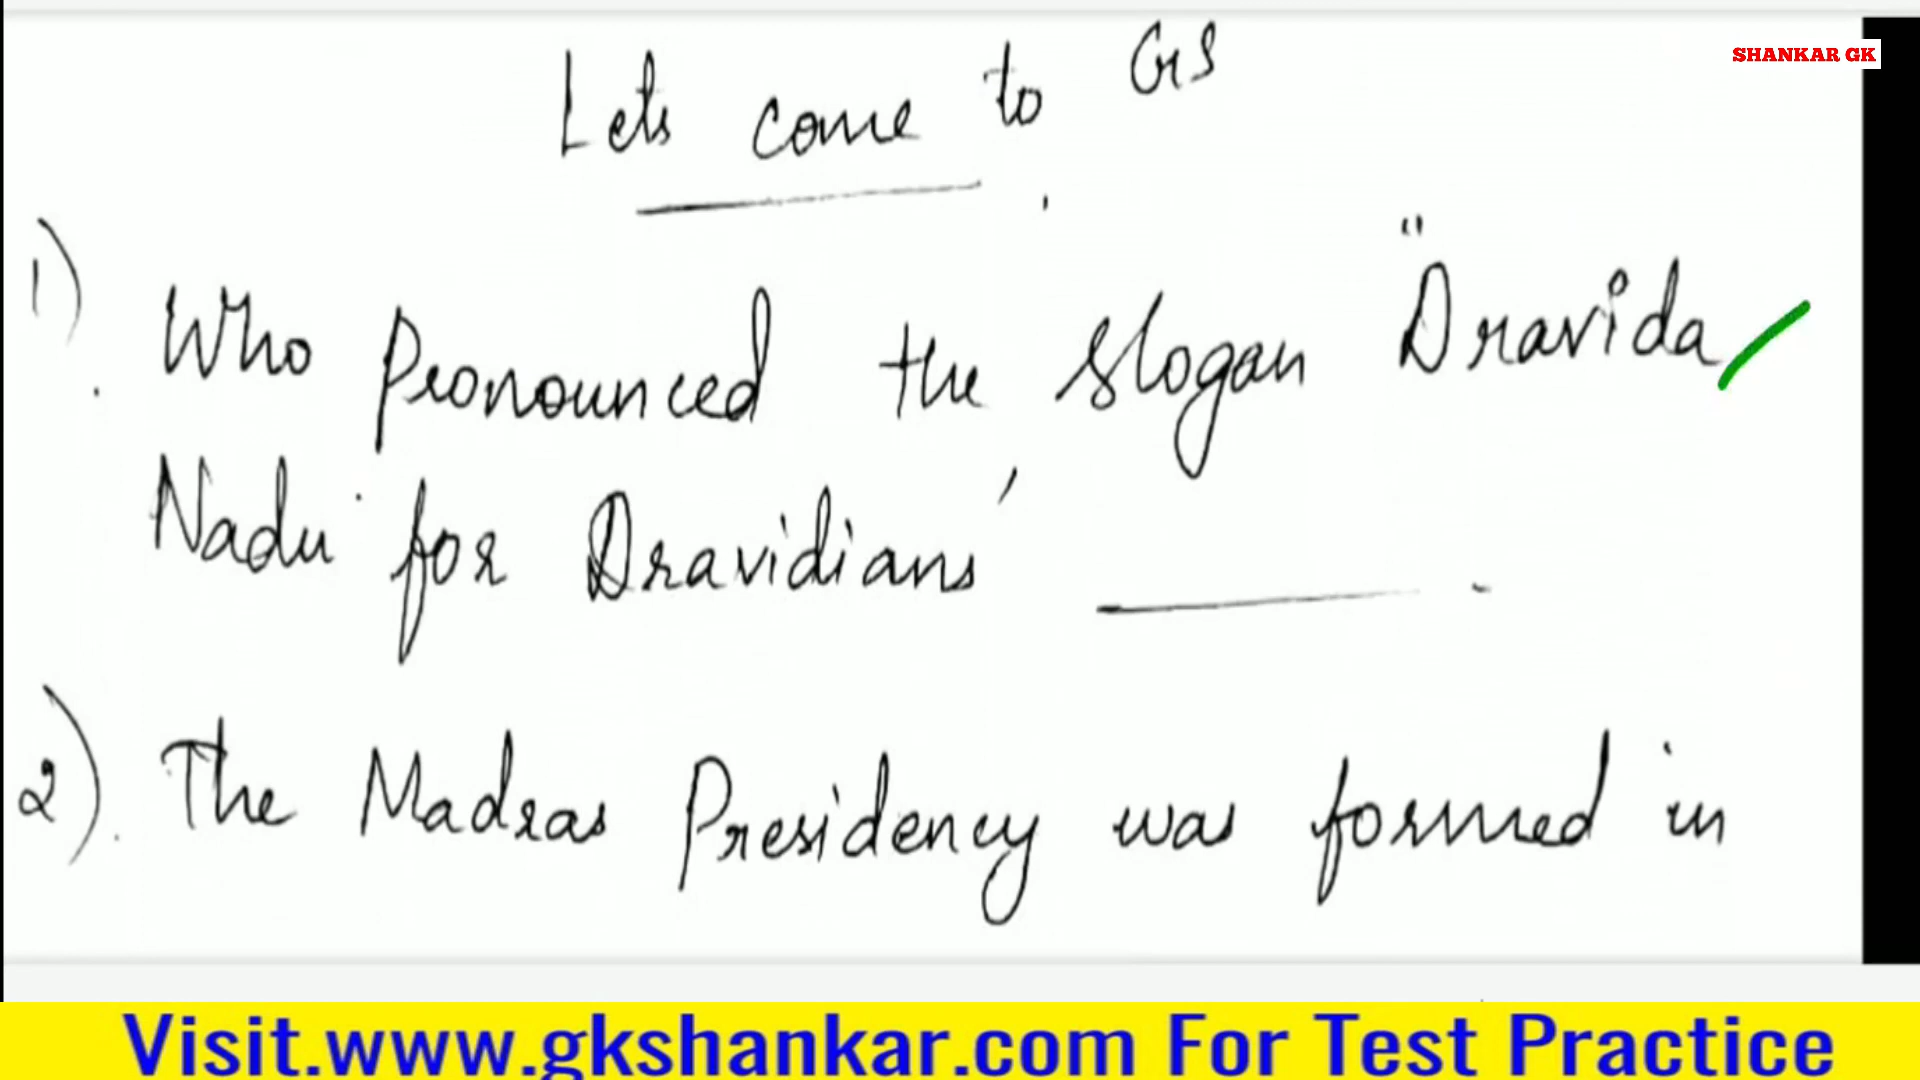 Lets come to GS
SHANKAR GK
1). Who Pronounced the slogan "Dravida
Nadu for Dravidians' ______ .
2). The Madras Presidency was formed in
Visit.www.gkshankar.com For Test Practice